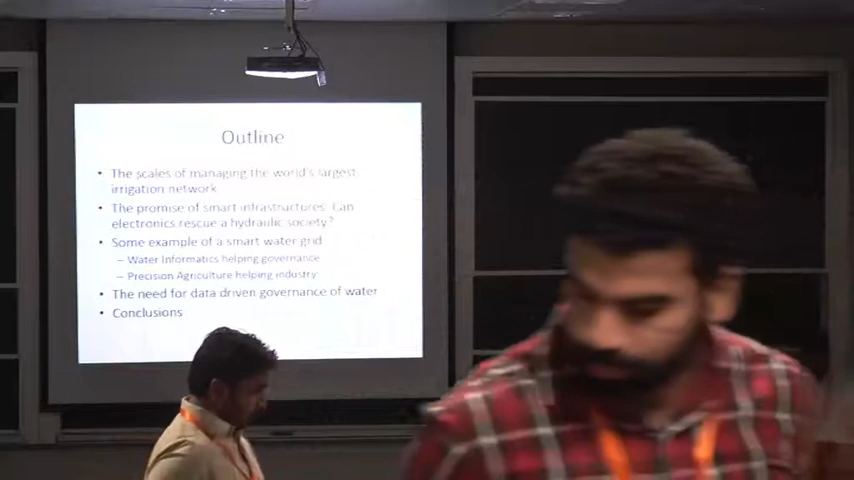 Outline
• The scales of managing the world's largest
irrigation network
• The promise of smart infrastructures: Can
electronics rescue a hydraulic society?
• Some example of a smart water grid
– Water Informatics helping governance
– Precision Agriculture helping industry
• The need for data driven governance of water
• Conclusions